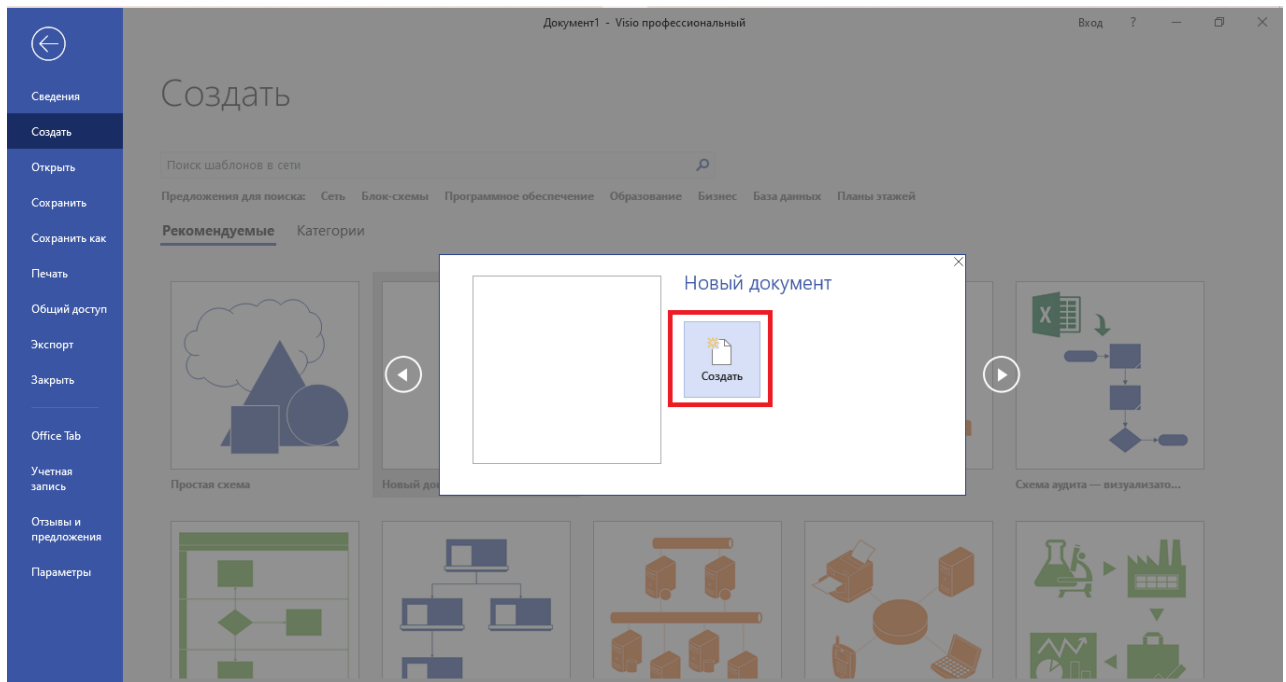 Документ1 - Visio профессиональный
Вход ?
Сведения
Создать
Открыть
Сохранить
Сохранить как
Печать
Общий доступ
Экспорт
Закрыть
Office Tab
Учетная
запись
Отзывы и
предложения
Параметры
Создать
Поиск шаблонов в сети
Предложения для поиска: Сеть Блок-схемы Программное обеспечение Образование Бизнес База данных Планы этажей
Рекомендуемые Категории
Новый документ
Создать
X
Простая схема
Новый до
Схема аудита — визуализато...